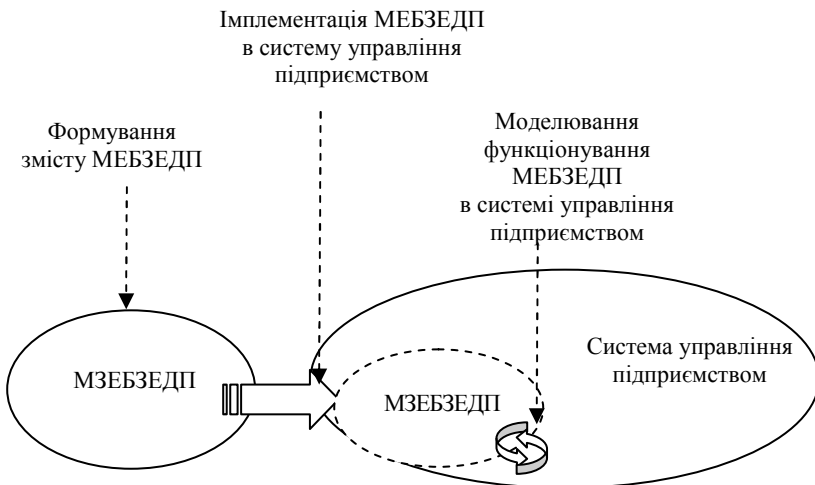 Імплементація МЕБЗЕДП
в систему управління
підприємством
Формування
змісту МЕБЗЕДП
Моделювання
функціонування
МЕБЗЕДП
в системі управління
підприємством
МЗЕБЗЕДП
МЗЕБЗЕДП
Система управління
підприємством